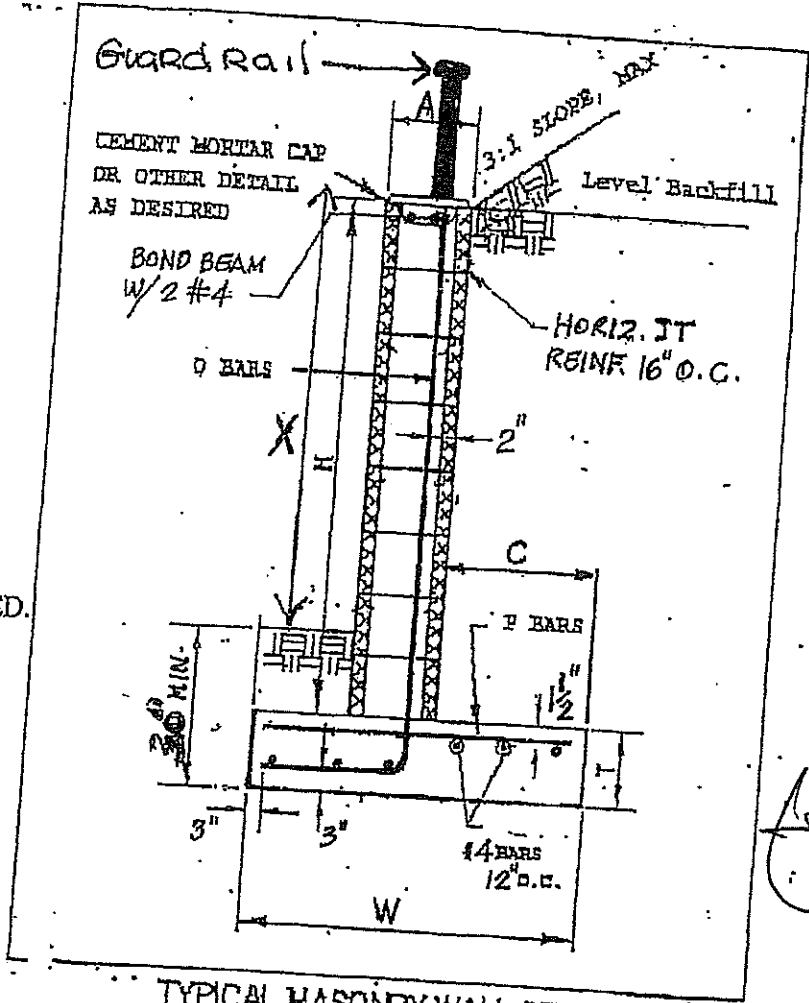 Guard Rail
A
3:1 SLOPE, MAX
CEMENT MORTAR CAP
OR OTHER DETAIL
AS DESIRED
Level Backfill
BOND BEAM
W/2 #4
HORIZ. JT
REINF. 16" O.C.
O BARS
X
H
2"
C
ED.
P BARS
1 1/2"
MIN.
T
3"
3"
#4 BARS
12" O.C.
W
TYPICAL MASONRY WALL